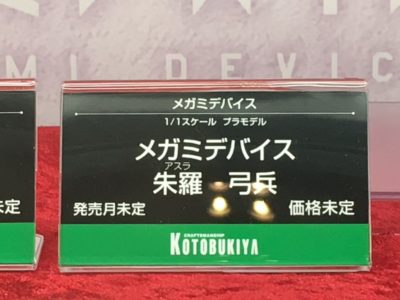 MI DEVIC
メガミデバイス
1/1スケール プラモデル
メガミデバイス
アスラ
朱羅 弓兵
発売月未定 価格未定
未定
CRAFTSMANSHIP
KOTOBUKIYA